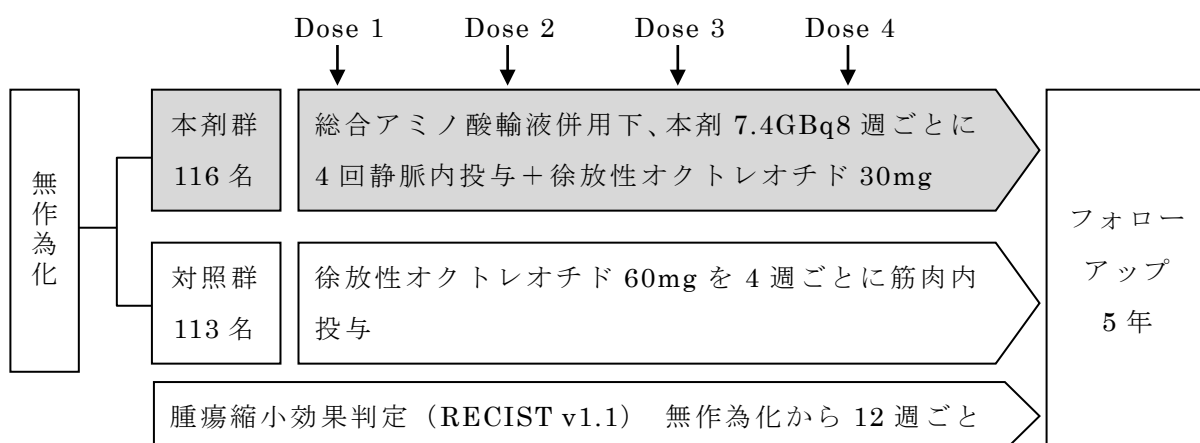 Dose 1 Dose 2 Dose 3 Dose 4
無作為化
本剤群
116 名
総合アミノ酸輸液併用下、本剤 7.4GBq8 週ごとに
4 回静脈内投与＋徐放性オクトレオチド 30mg
対照群
113 名
徐放性オクトレオチド 60mg を 4 週ごとに筋肉内
投与
腫瘍縮小効果判定（RECIST v1.1） 無作為化から 12 週ごと
フォロー
アップ
5 年